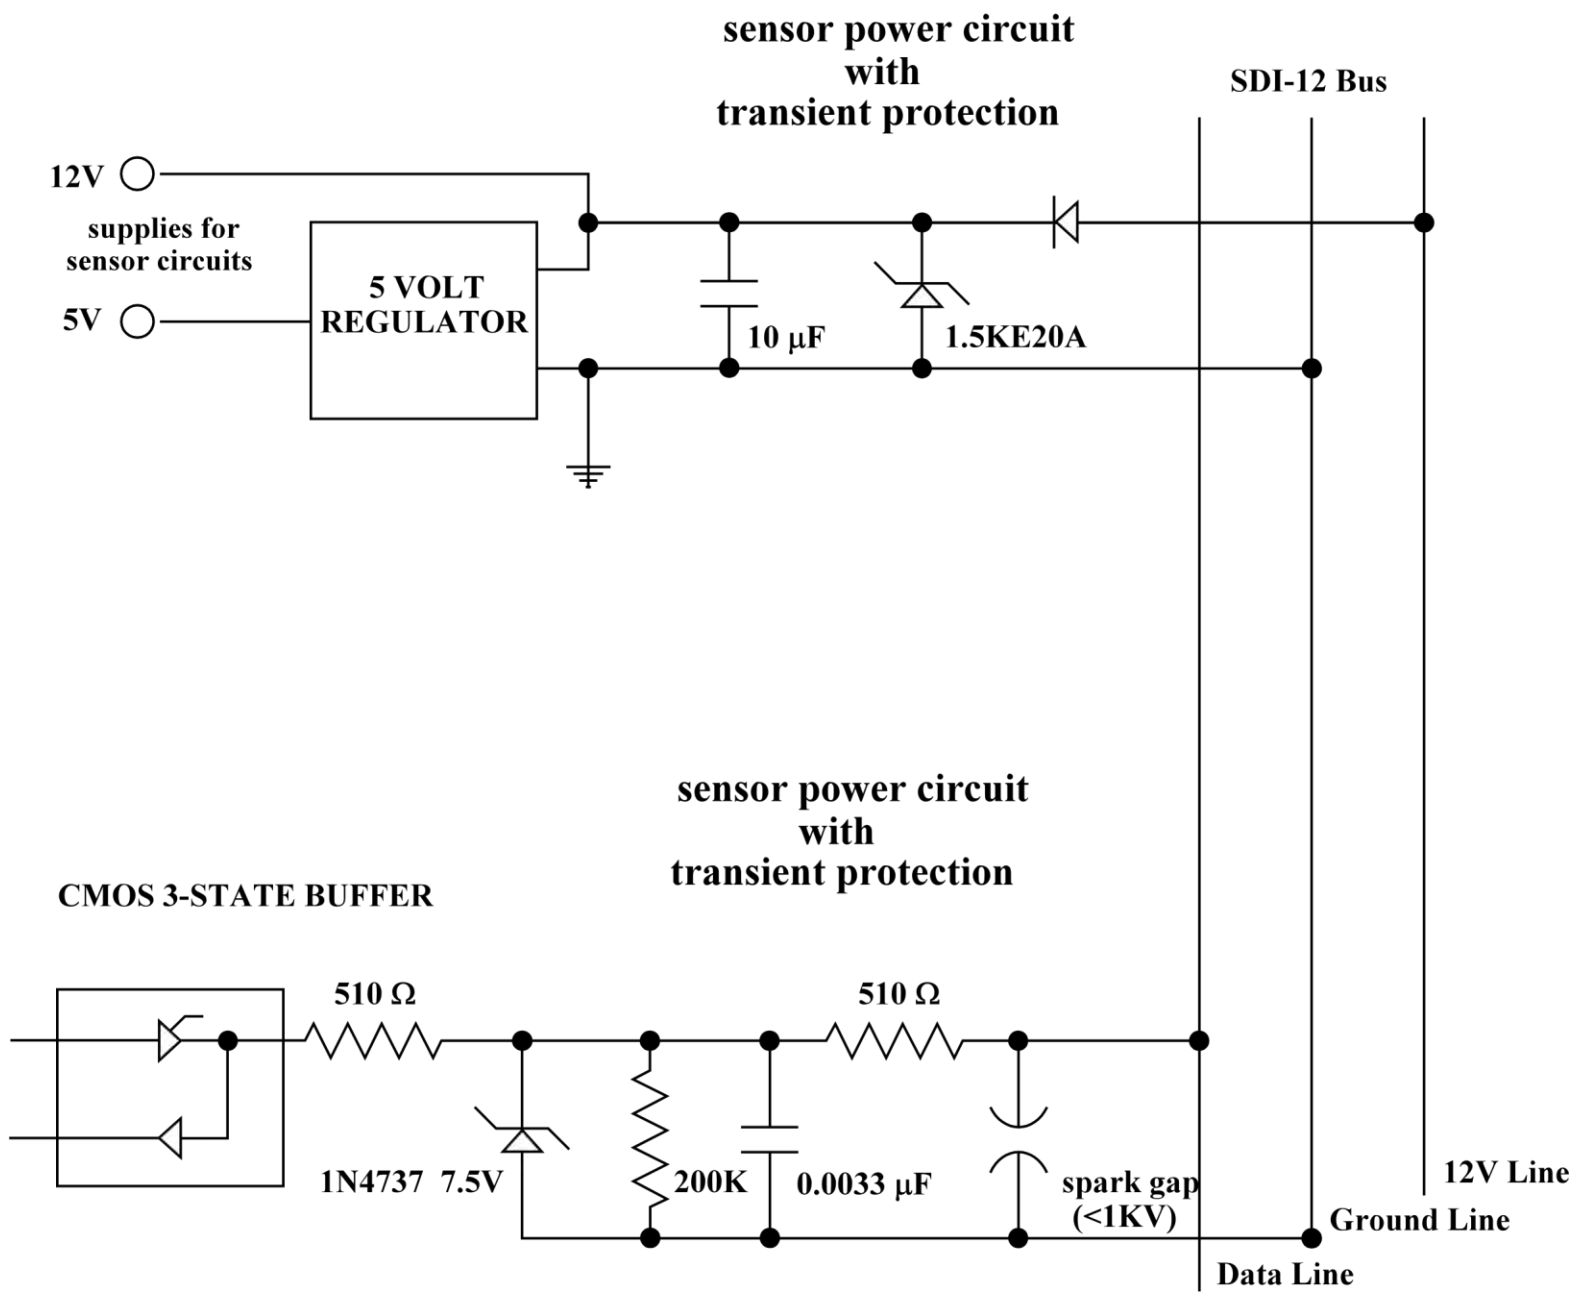 sensor power circuit
with
transient protection
SDI-12 Bus
12V
supplies for
sensor circuits
5V
5 VOLT
REGULATOR
10 μF
1.5KE20A
sensor power circuit
with
transient protection
CMOS 3-STATE BUFFER
510 Ω
510 Ω
1N4737 7.5V
200K
0.0033 μF
spark gap
(<1KV)
12V Line
Ground Line
Data Line